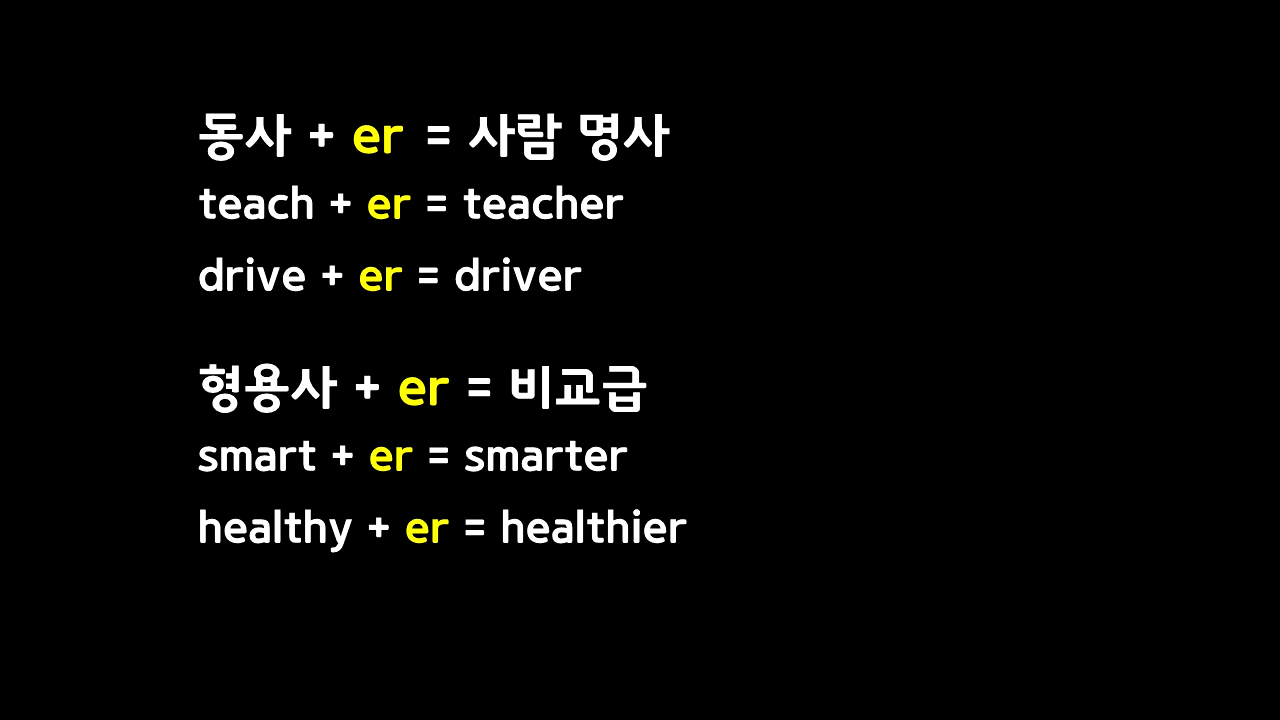 동사 + er = 사람 명사
teach + er = teacher
drive + er = driver
형용사 + er = 비교급
smart + er = smarter
healthy + er = healthier